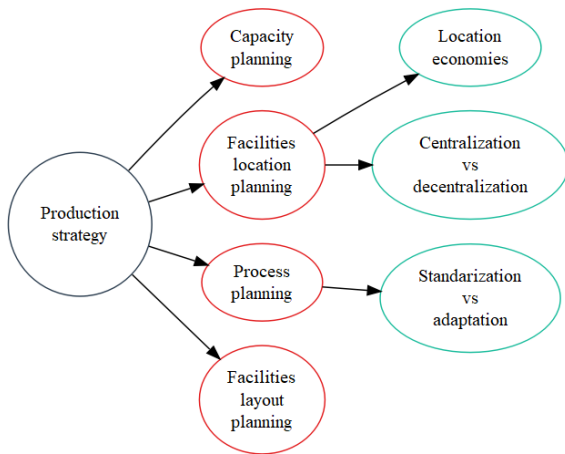 Production
strategy
Capacity
planning
Facilities
location
planning
Process
planning
Facilities
layout
planning
Location
economies
Centralization
vs
decentralization
Standarization
vs
adaptation